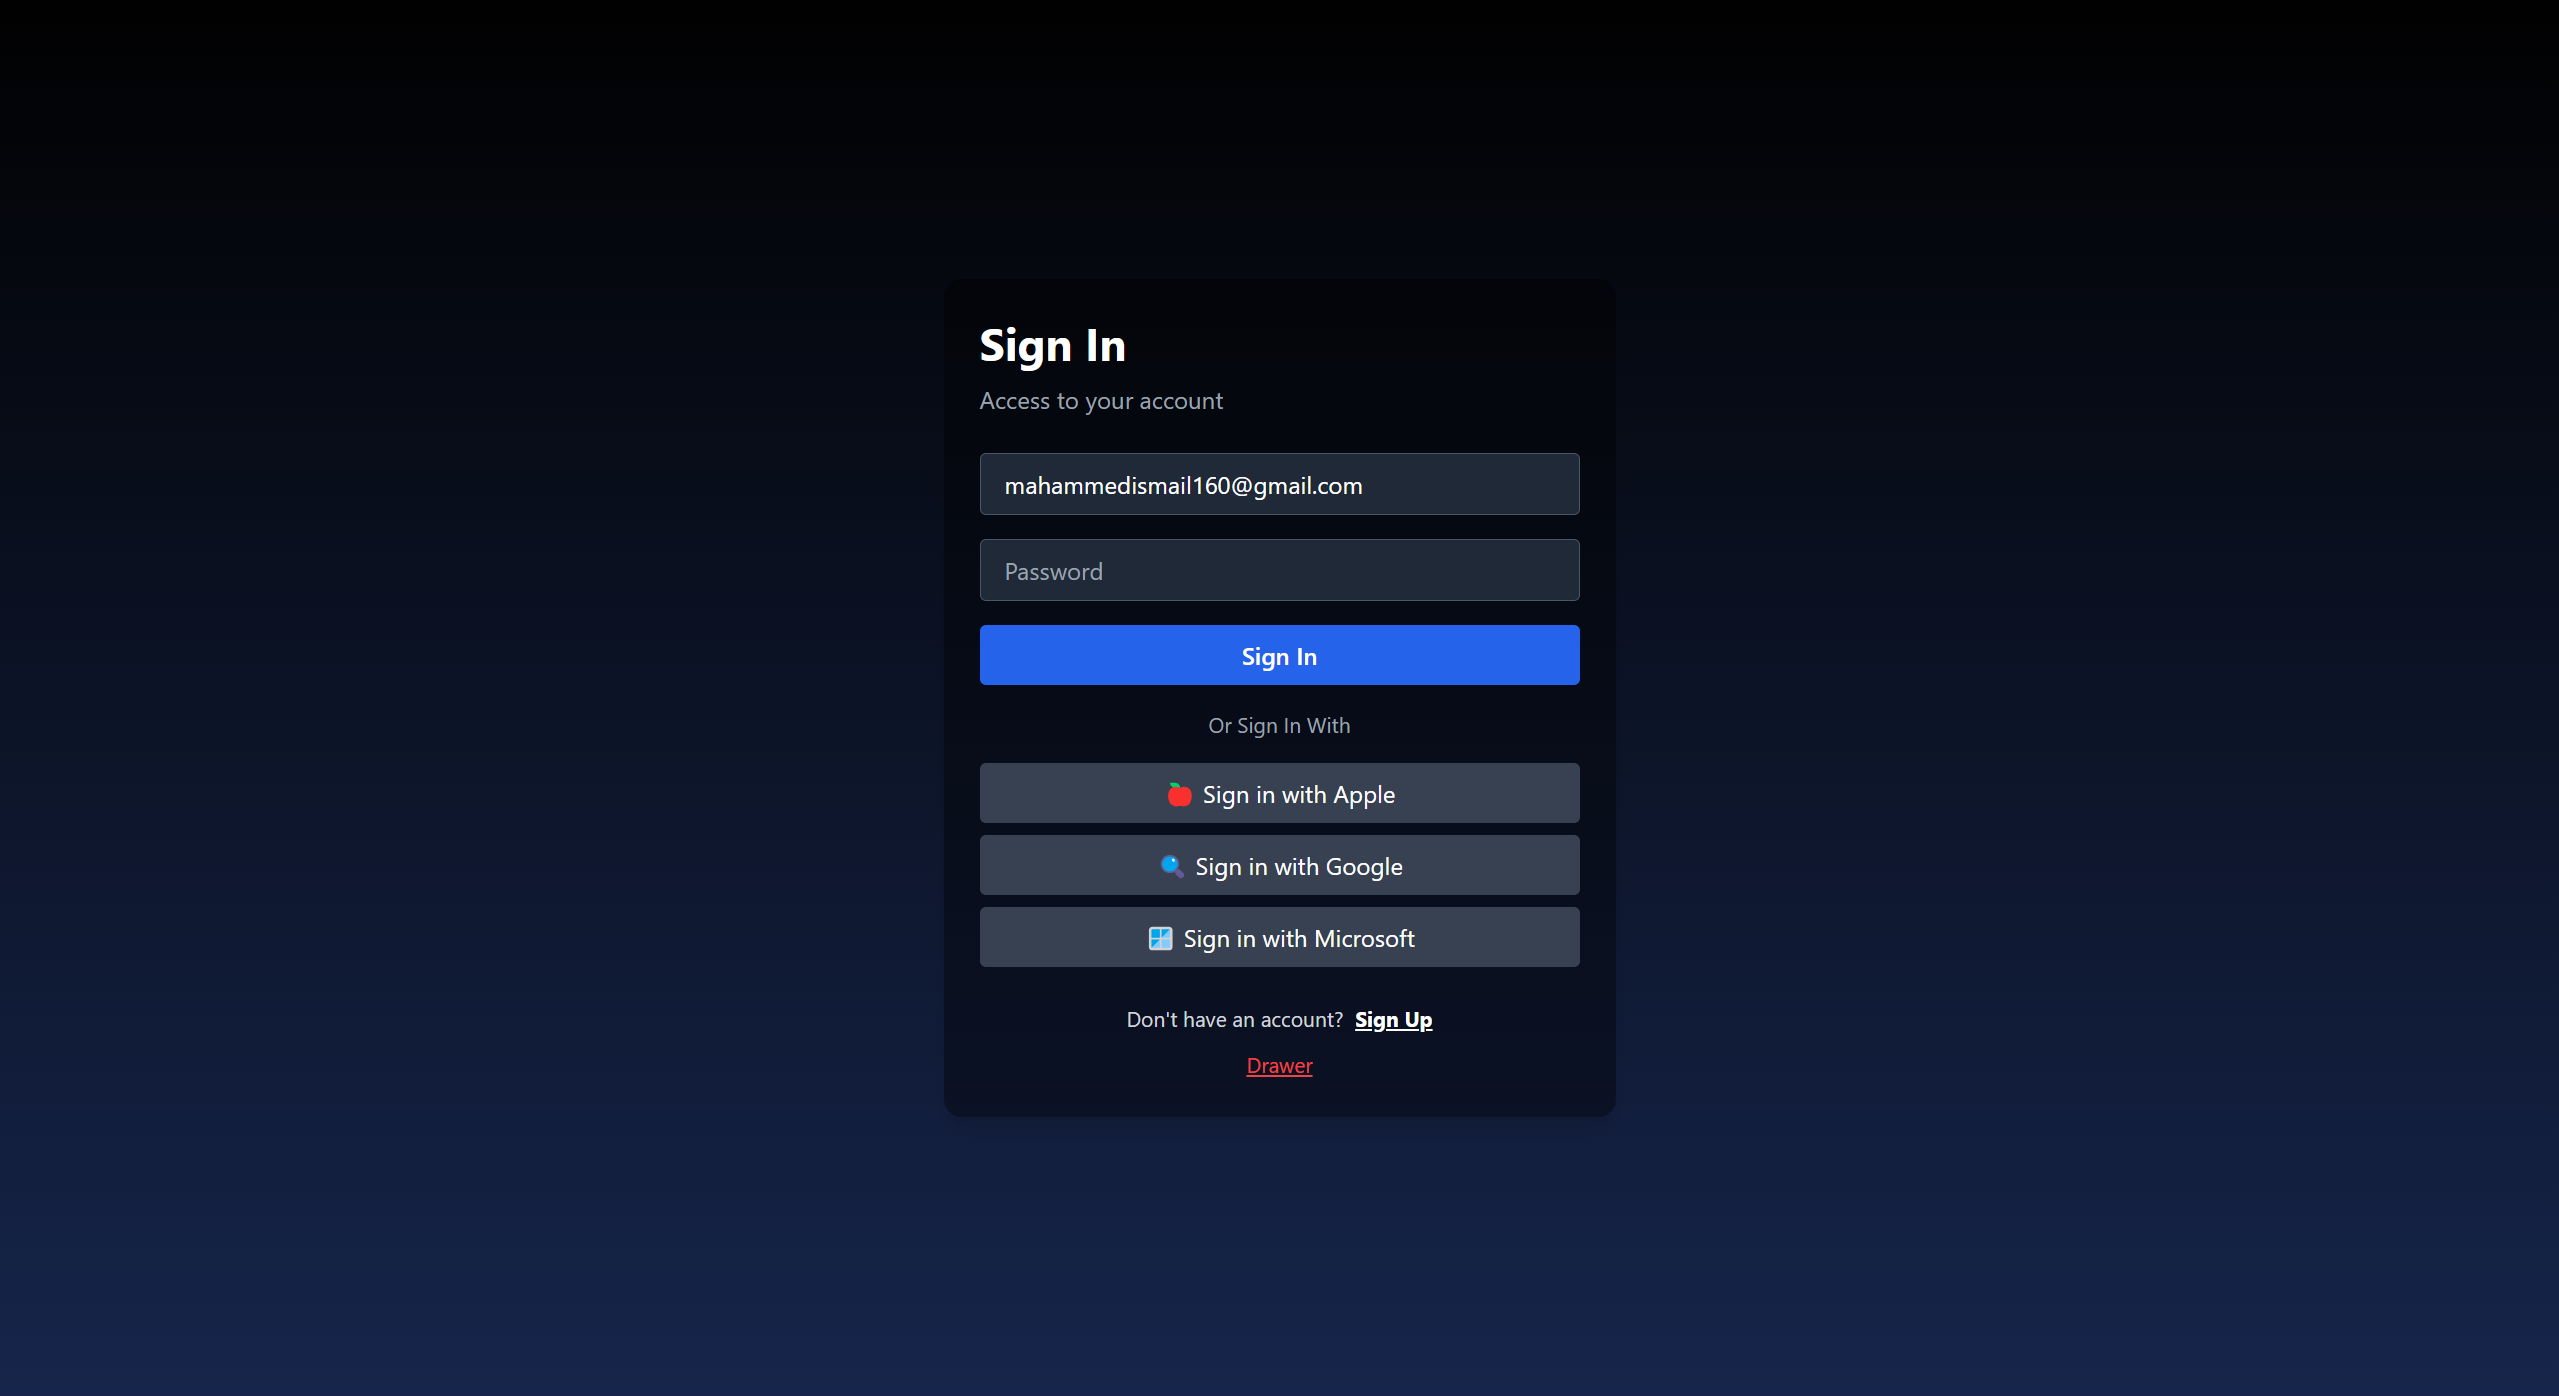 Sign In
Access to your account
mahammedismail160@gmail.com
Password
Sign In
Or Sign In With
Sign in with Apple
Sign in with Google
Sign in with Microsoft
Don't have an account? Sign Up
Drawer